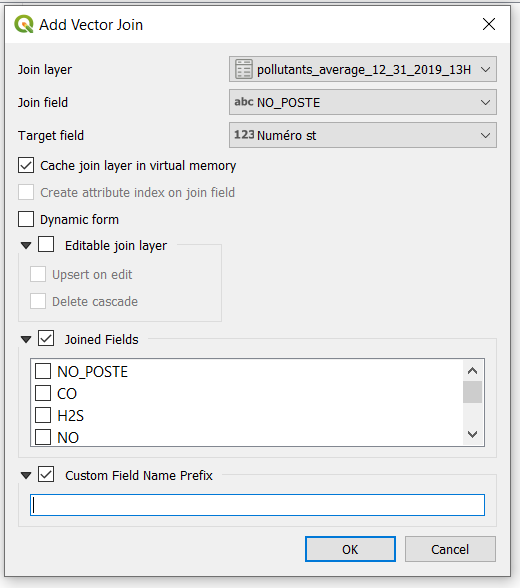 Add Vector Join
Join layer pollutants_average_12_31_2019_13H
Join field abc NO_POSTE
Target field 123 Numéro st
Cache join layer in virtual memory
Create attribute index on join field
Dynamic form
Editable join layer
Upsert on edit
Delete cascade
Joined Fields
NO_POSTE
CO
H2S
NO
Custom Field Name Prefix
OK Cancel